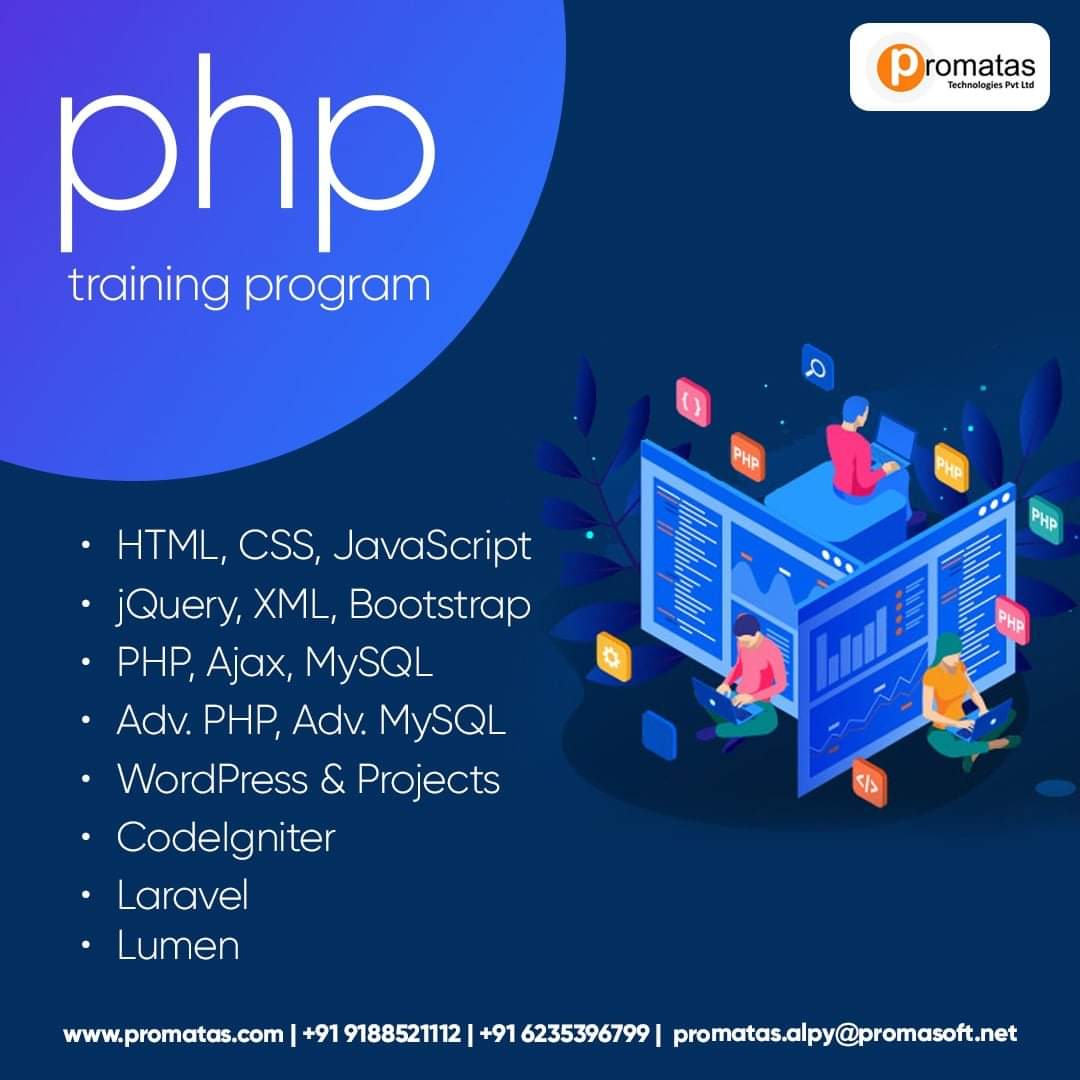 php
training program
promatas
Technologies Pvt Ltd
{ }
PHP
PHP
PHP
PHP
</>
• HTML, CSS, JavaScript
• jQuery, XML, Bootstrap
• PHP, Ajax, MySQL
• Adv. PHP, Adv. MySQL
• WordPress & Projects
• CodeIgniter
• Laravel
• Lumen
www.promatas.com | +91 9188521112 | +91 6235396799 | promatas.alpy@promasoft.net